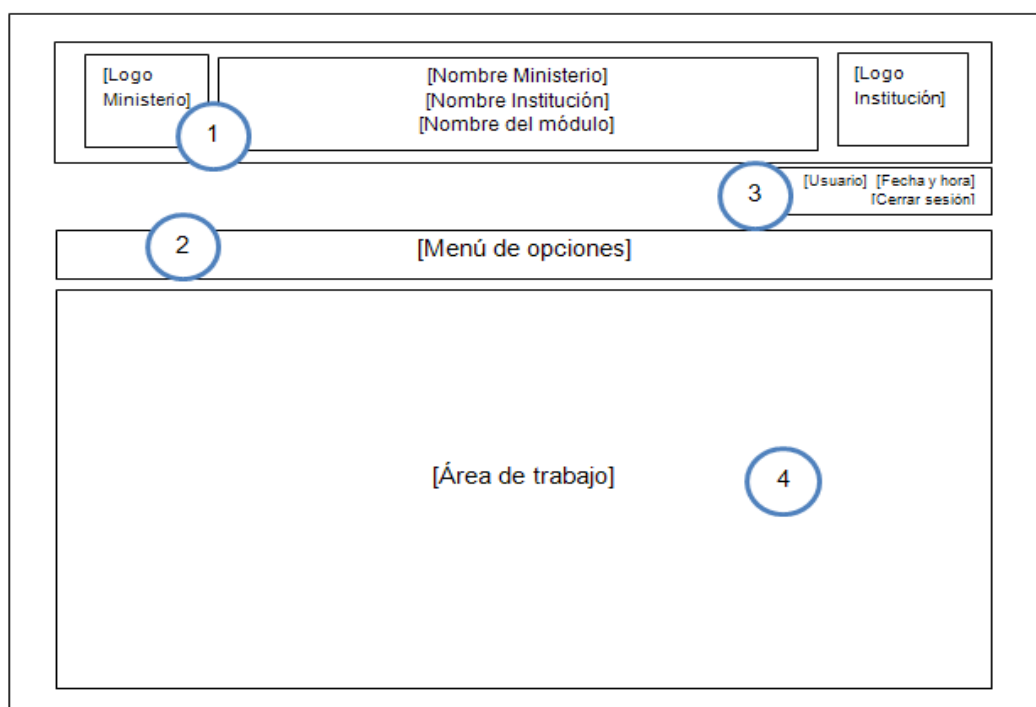 [Logo
Ministerio]
[Nombre Ministerio]
[Nombre Institución]
[Nombre del módulo]
[Logo
Institución]
1
3
[Usuario] [Fecha y hora]
[Cerrar sesión]
2
[Menú de opciones]
[Área de trabajo]
4